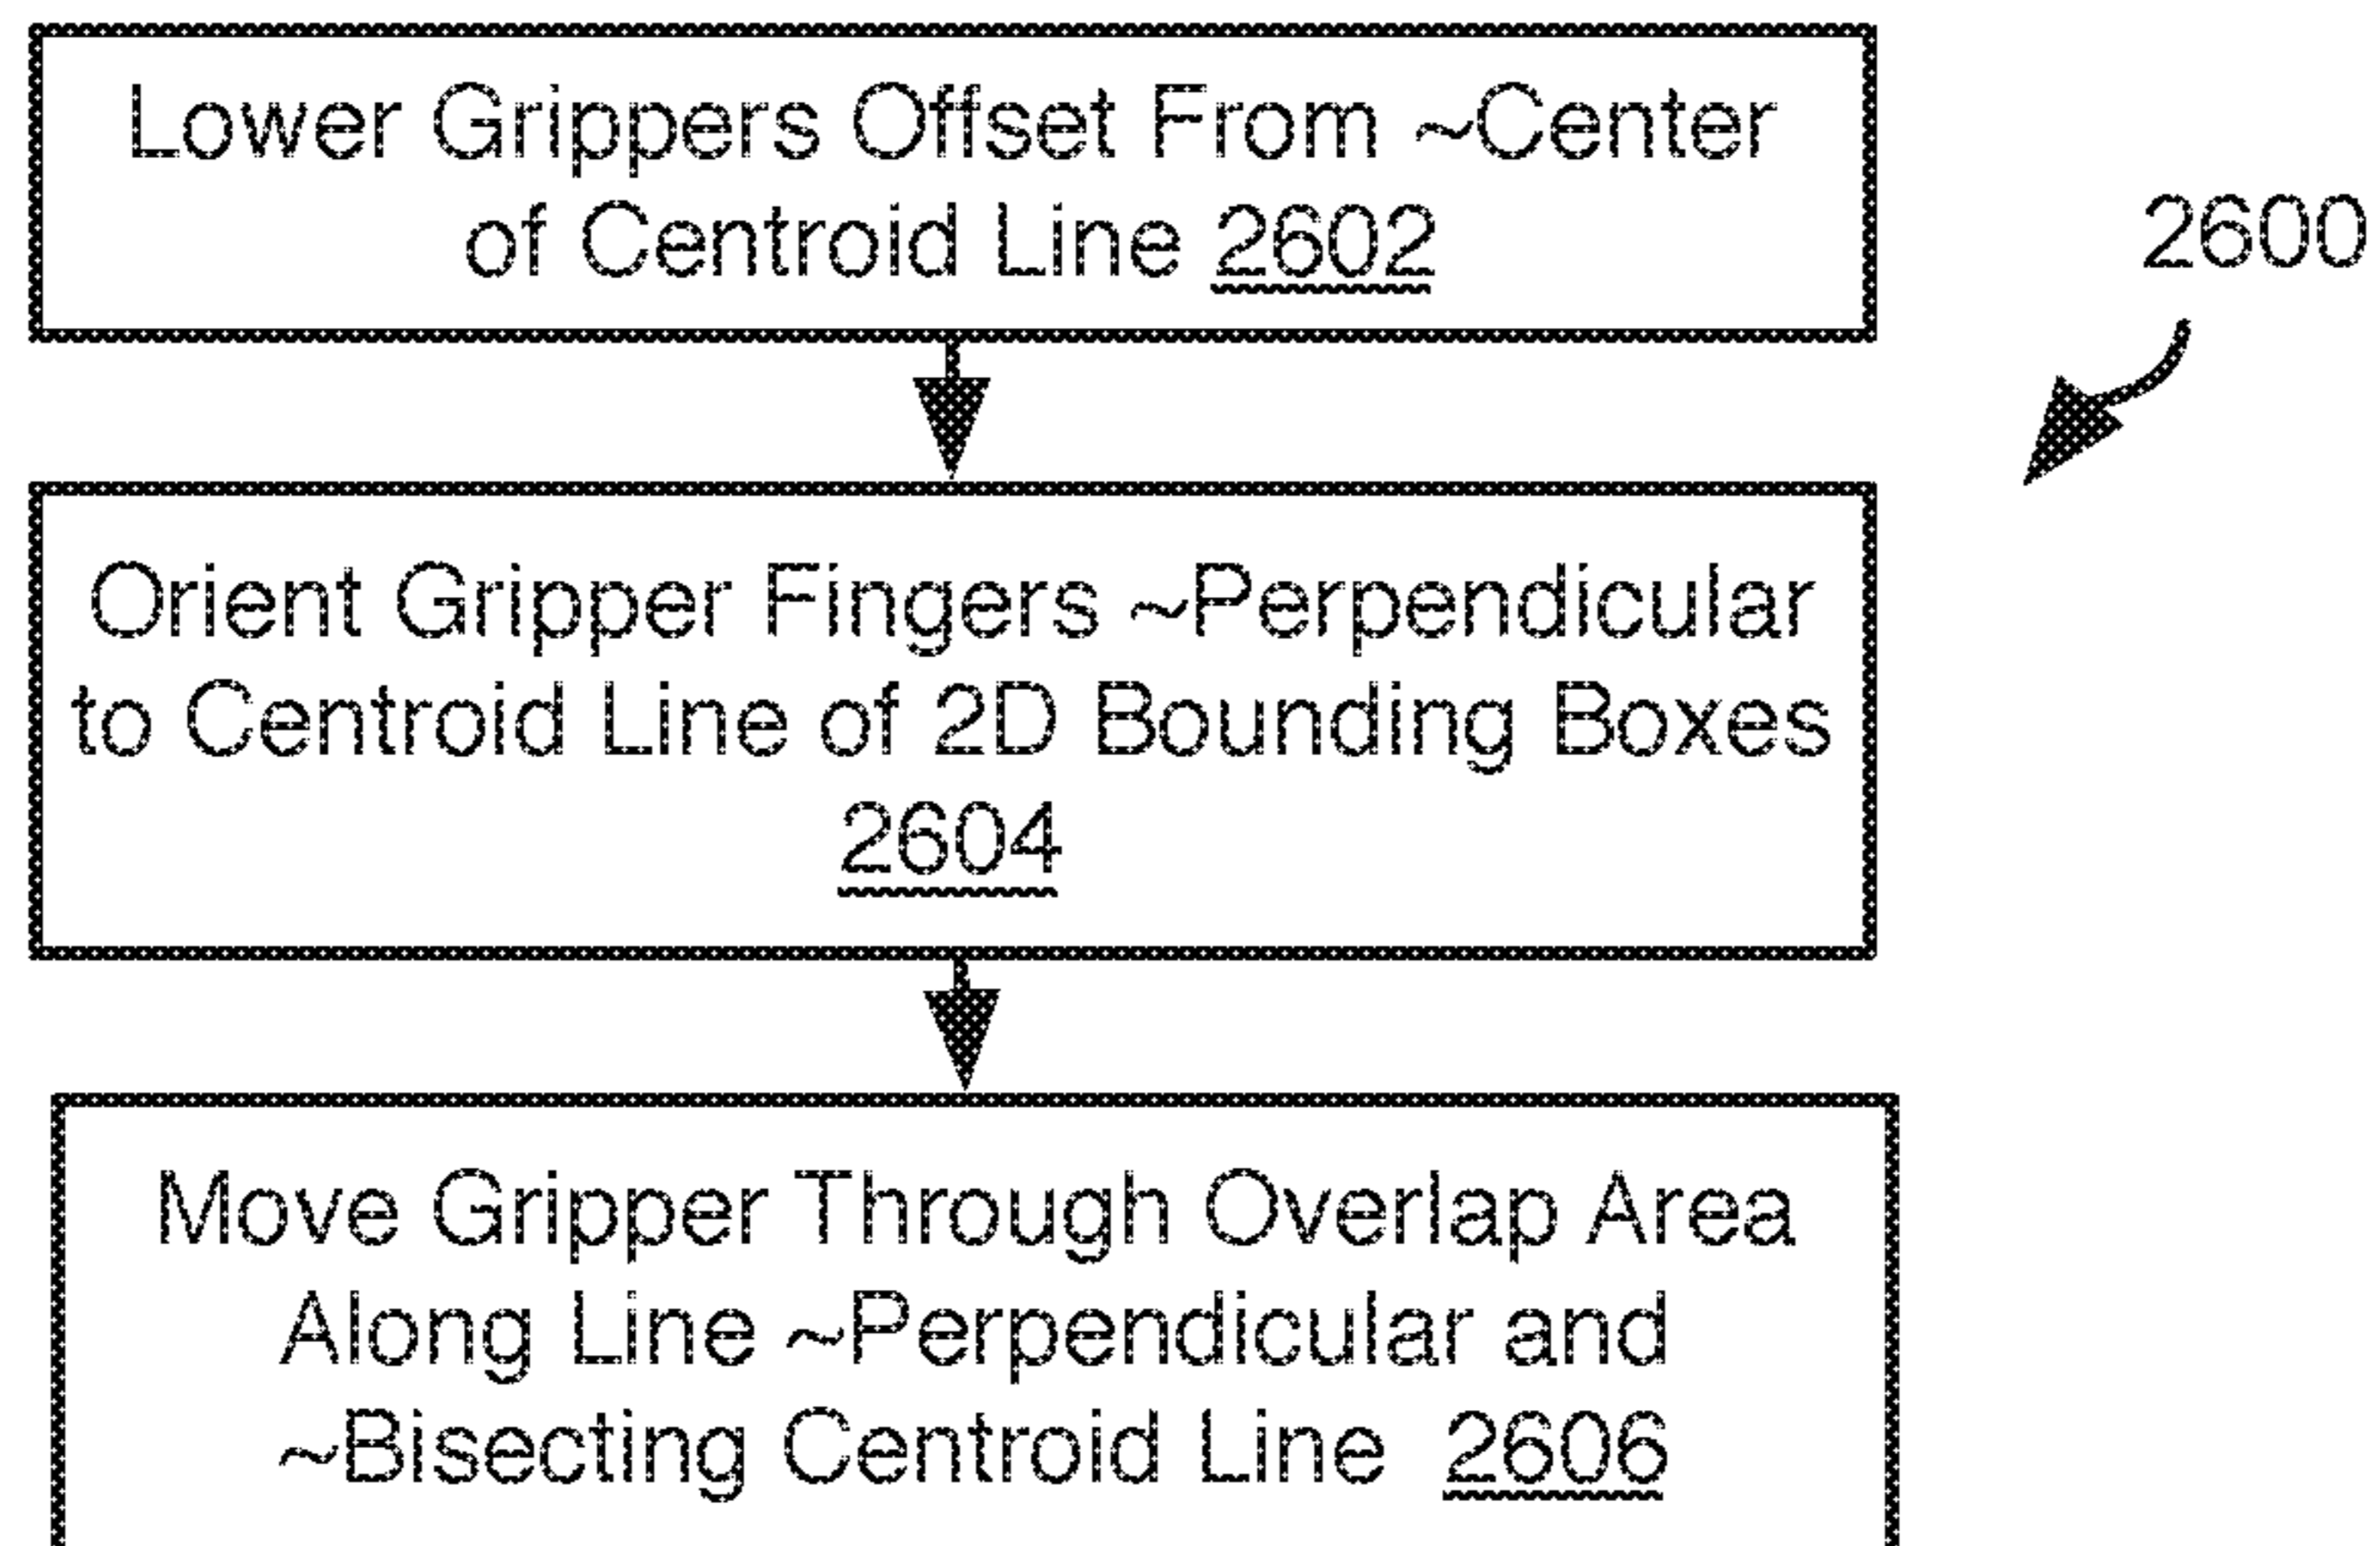 Lower Grippers Offset From ~Center
of Centroid Line 2602
2600
Orient Gripper Fingers ~Perpendicular
to Centroid Line of 2D Bounding Boxes
2604
Move Gripper Through Overlap Area
Along Line ~Perpendicular and
~Bisecting Centroid Line 2606